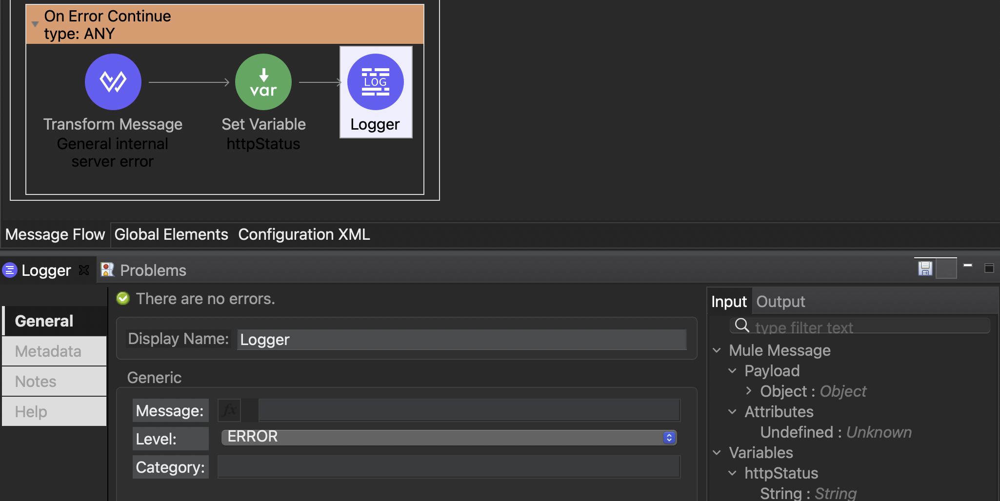 On Error Continue
type: ANY
LOG
var
Transform Message
Set Variable
Logger
General internal
server error
httpStatus
Message Flow
Global Elements
Configuration XML
Logger
Problems
There are no errors.
Input
Output
General
type filter text
Display Name:
Logger
Metadata
Mule Message
Payload
Generic
Notes
Object : Object
Message:
fx
Help
Attributes
Level:
ERROR
Undefined : Unknown
Variables
Category:
httpStatus
String : String